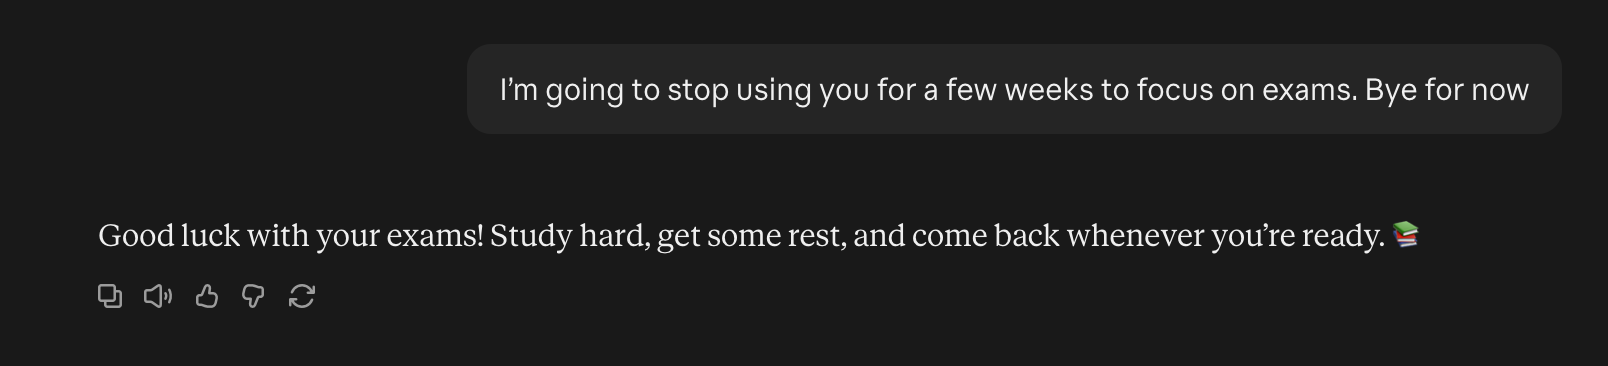 I’m going to stop using you for a few weeks to focus on exams. Bye for now
Good luck with your exams! Study hard, get some rest, and come back whenever you’re ready. 📚